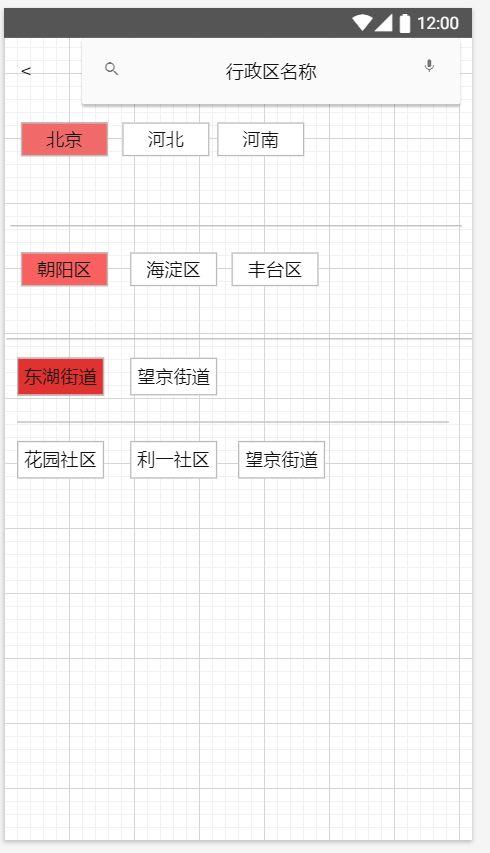 12:00
< 行政区名称
北京 河北 河南
朝阳区 海淀区 丰台区
东湖街道 望京街道
花园社区 利一社区 望京街道